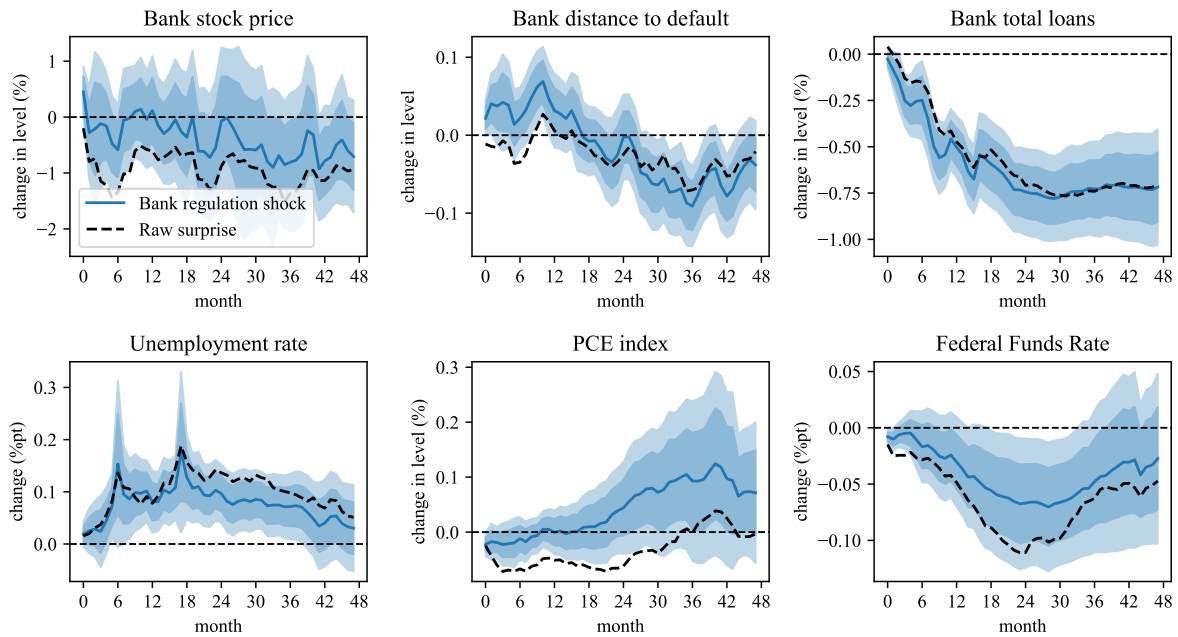 Bank stock price
change in level (%)
1
0
−1
−2
Bank regulation shock
Raw surprise
0 6 12 18 24 30 36 42 48
month
Bank distance to default
change in level
0.1
0.0
−0.1
0 6 12 18 24 30 36 42 48
month
Bank total loans
change in level (%)
0.00
−0.25
−0.50
−0.75
−1.00
0 6 12 18 24 30 36 42 48
month
Unemployment rate
change (%pt)
0.3
0.2
0.1
0.0
0 6 12 18 24 30 36 42 48
month
PCE index
change in level (%)
0.3
0.2
0.1
0.0
0 6 12 18 24 30 36 42 48
month
Federal Funds Rate
change (%pt)
0.05
0.00
−0.05
−0.10
0 6 12 18 24 30 36 42 48
month